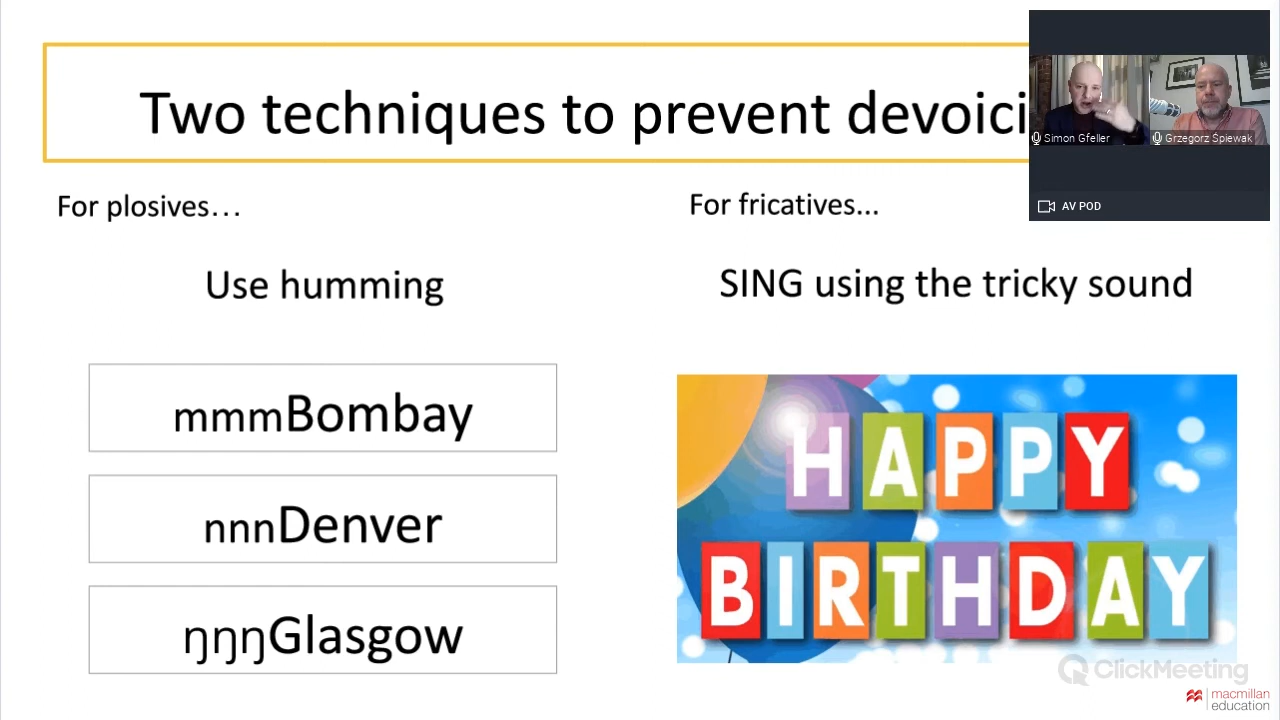 Two techniques to prevent devoici
For plosives…
For fricatives...
Use humming
SING using the tricky sound
mmmBombay
nnnDenver
ŋŋŋGlasgow
HAPPY
BIRTHDAY
Simon Gfeller
Grzegorz Śpiewak
AV POD
ClickMeeting
macmillan
education